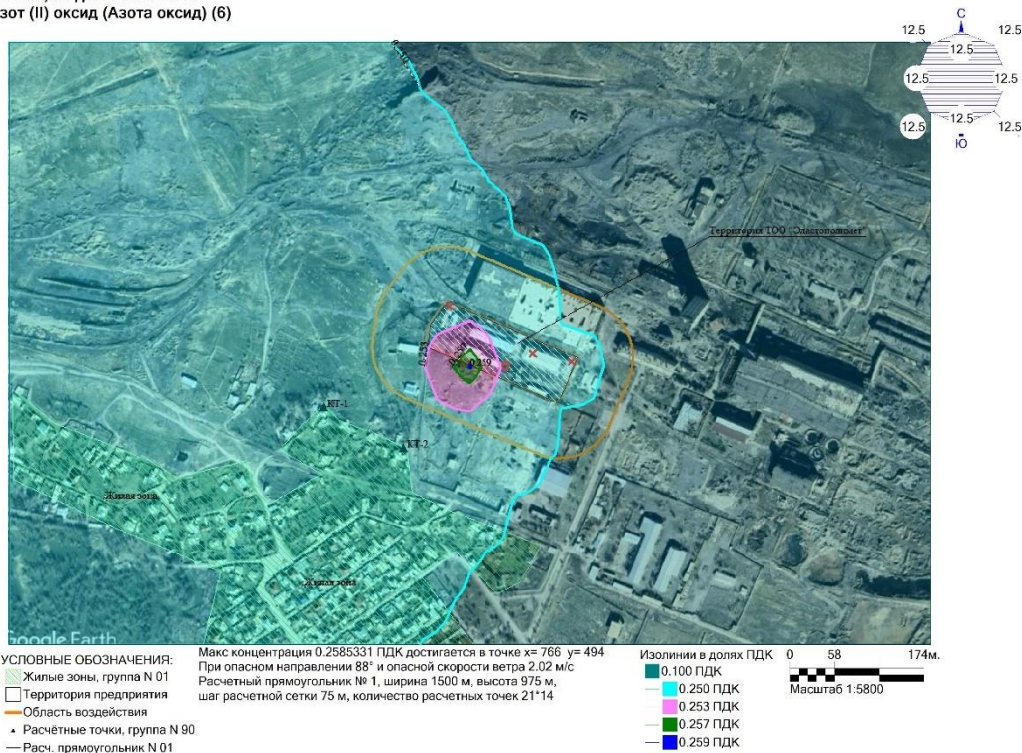 зот (II) оксид (Азота оксид) (6)
С
12.5
12.5
12.5
12.5
12.5
12.5
12.5
12.5
Ю
Территория ТОО "Эластополимет"
0.253
КТ-1
КТ-2
Жилая зона
Жилая зона
Google Earth
УСЛОВНЫЕ ОБОЗНАЧЕНИЯ:
Жилые зоны, группа N 01
Территория предприятия
Область воздействия
Расчётные точки, группа N 90
Расч. прямоугольник N 01
Макс концентрация 0.2585331 ПДК достигается в точке x= 766 y= 494
При опасном направлении 88° и опасной скорости ветра 2.02 м/с
Расчетный прямоугольник № 1, ширина 1500 м, высота 975 м,
шаг расчетной сетки 75 м, количество расчетных точек 21*14
Изолинии в долях ПДК
0.100 ПДК
0.250 ПДК
0.253 ПДК
0.257 ПДК
0.259 ПДК
0 58 174м.
Масштаб 1:5800